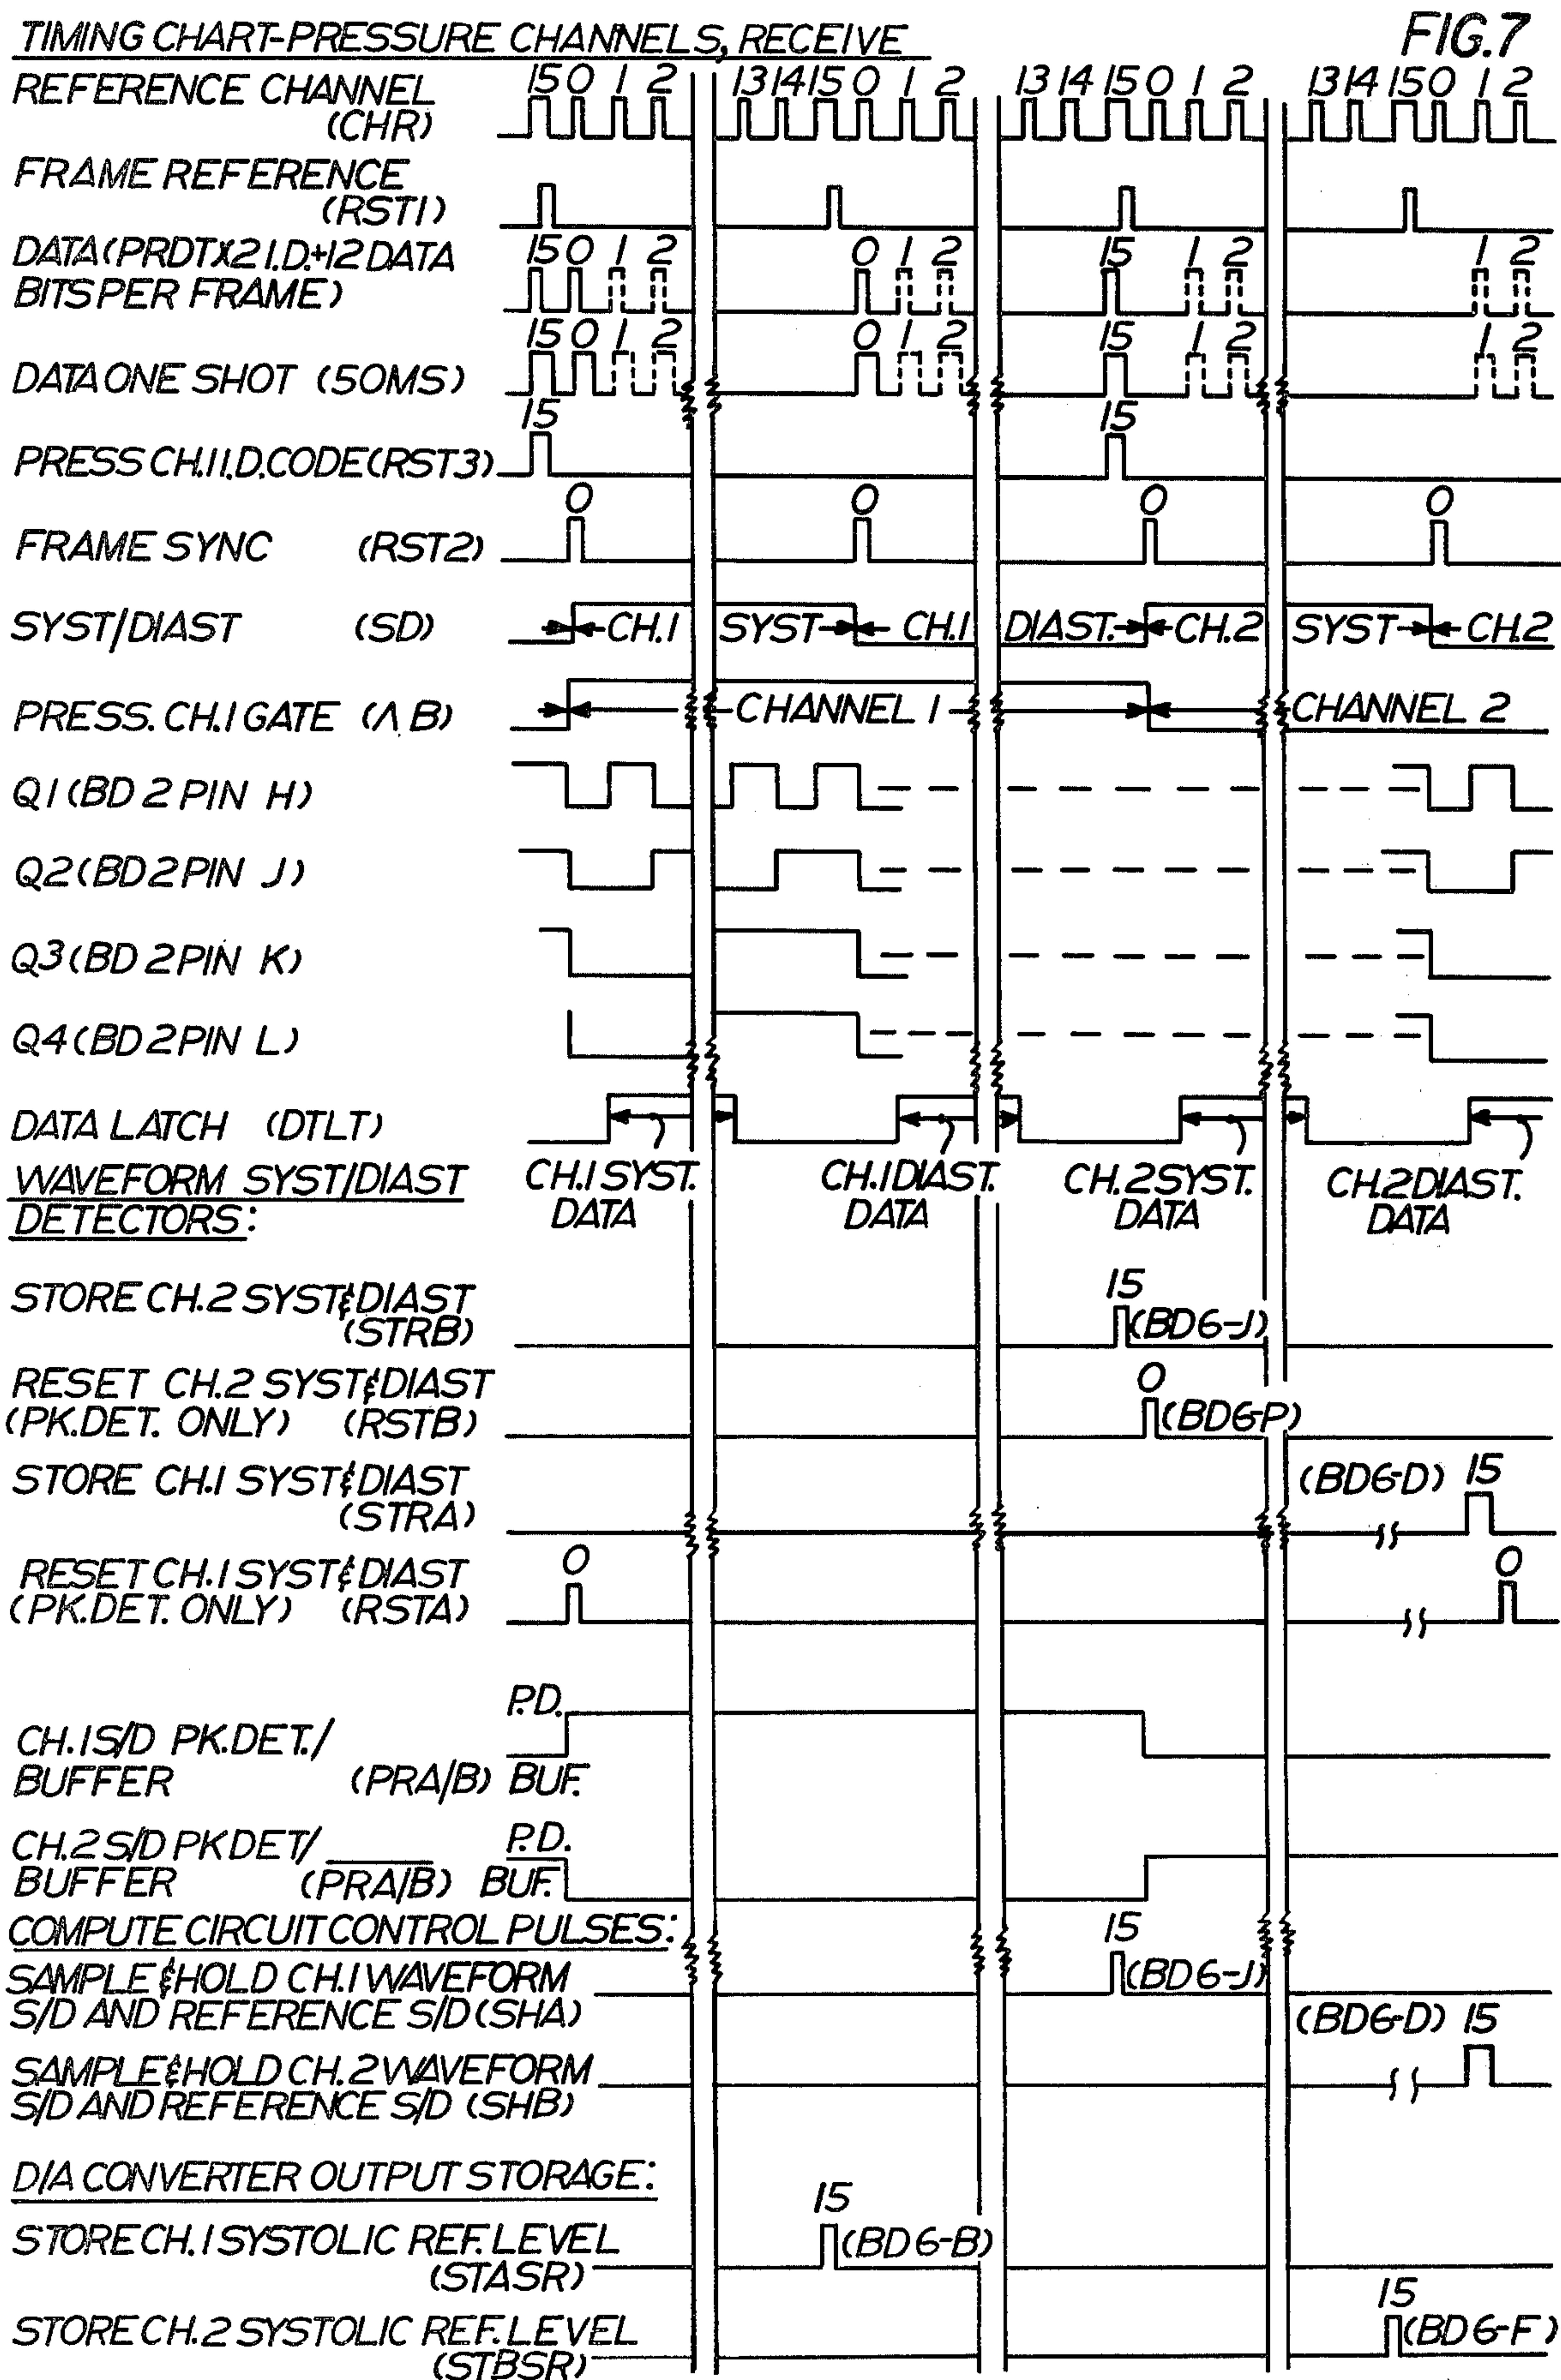 FIG.7
TIMING CHART-PRESSURE CHANNELS, RECEIVE
REFERENCE CHANNEL
(CHR)
15 0 1 2 13 14 15 0 1 2 13 14 15 0 1 2 13 14 15 0 1 2
FRAME REFERENCE
(RST1)
DATA (PRDT)(2 I.D.+12 DATA
BITS PER FRAME)
15 0 1 2 0 1 2 15 1 2 1 2
DATA ONE SHOT (50MS)
15 0 1 2 0 1 2 15 1 2 1 2
PRESS CH.1 I.D. CODE (RST3)
15 15
FRAME SYNC (RST2)
0 0 0 0
SYST/DIAST (SD)
CH.1 SYST CH.1 DIAST. CH.2 SYST CH.2
PRESS. CH.1 GATE (A B)
CHANNEL 1 CHANNEL 2
Q1 (BD 2 PIN H)
Q2 (BD 2 PIN J)
Q3 (BD 2 PIN K)
Q4 (BD 2 PIN L)
DATA LATCH (DTLT)
CH.1 SYST. DATA
CH.1 DIAST. DATA
CH.2 SYST. DATA
CH.2 DIAST. DATA
WAVEFORM SYST/DIAST
DETECTORS:
STORE CH.2 SYST & DIAST
(STRB)
15
(BD6-J)
RESET CH.2 SYST & DIAST
(PK.DET. ONLY) (RSTB)
0
(BD6-P)
STORE CH.1 SYST & DIAST
(STRA)
(BD6-D) 15
RESET CH.1 SYST & DIAST
(PK.DET. ONLY) (RSTA)
0 0
CH.1 S/D PK.DET./
BUFFER (PRA/B)
P.D.
BUF.
CH.2 S/D PK DET/
BUFFER (PRA/B)
P.D.
BUF.
COMPUTE CIRCUIT CONTROL PULSES:
SAMPLE & HOLD CH.1 WAVEFORM
S/D AND REFERENCE S/D (SHA)
15
(BD6-J)
SAMPLE & HOLD CH.2 WAVEFORM
S/D AND REFERENCE S/D (SHB)
(BD6-D) 15
D/A CONVERTER OUTPUT STORAGE:
STORE CH.1 SYSTOLIC REF. LEVEL
(STASR)
15
(BD6-B)
STORE CH.2 SYSTOLIC REF. LEVEL
(STBSR)
15
(BD6-F)